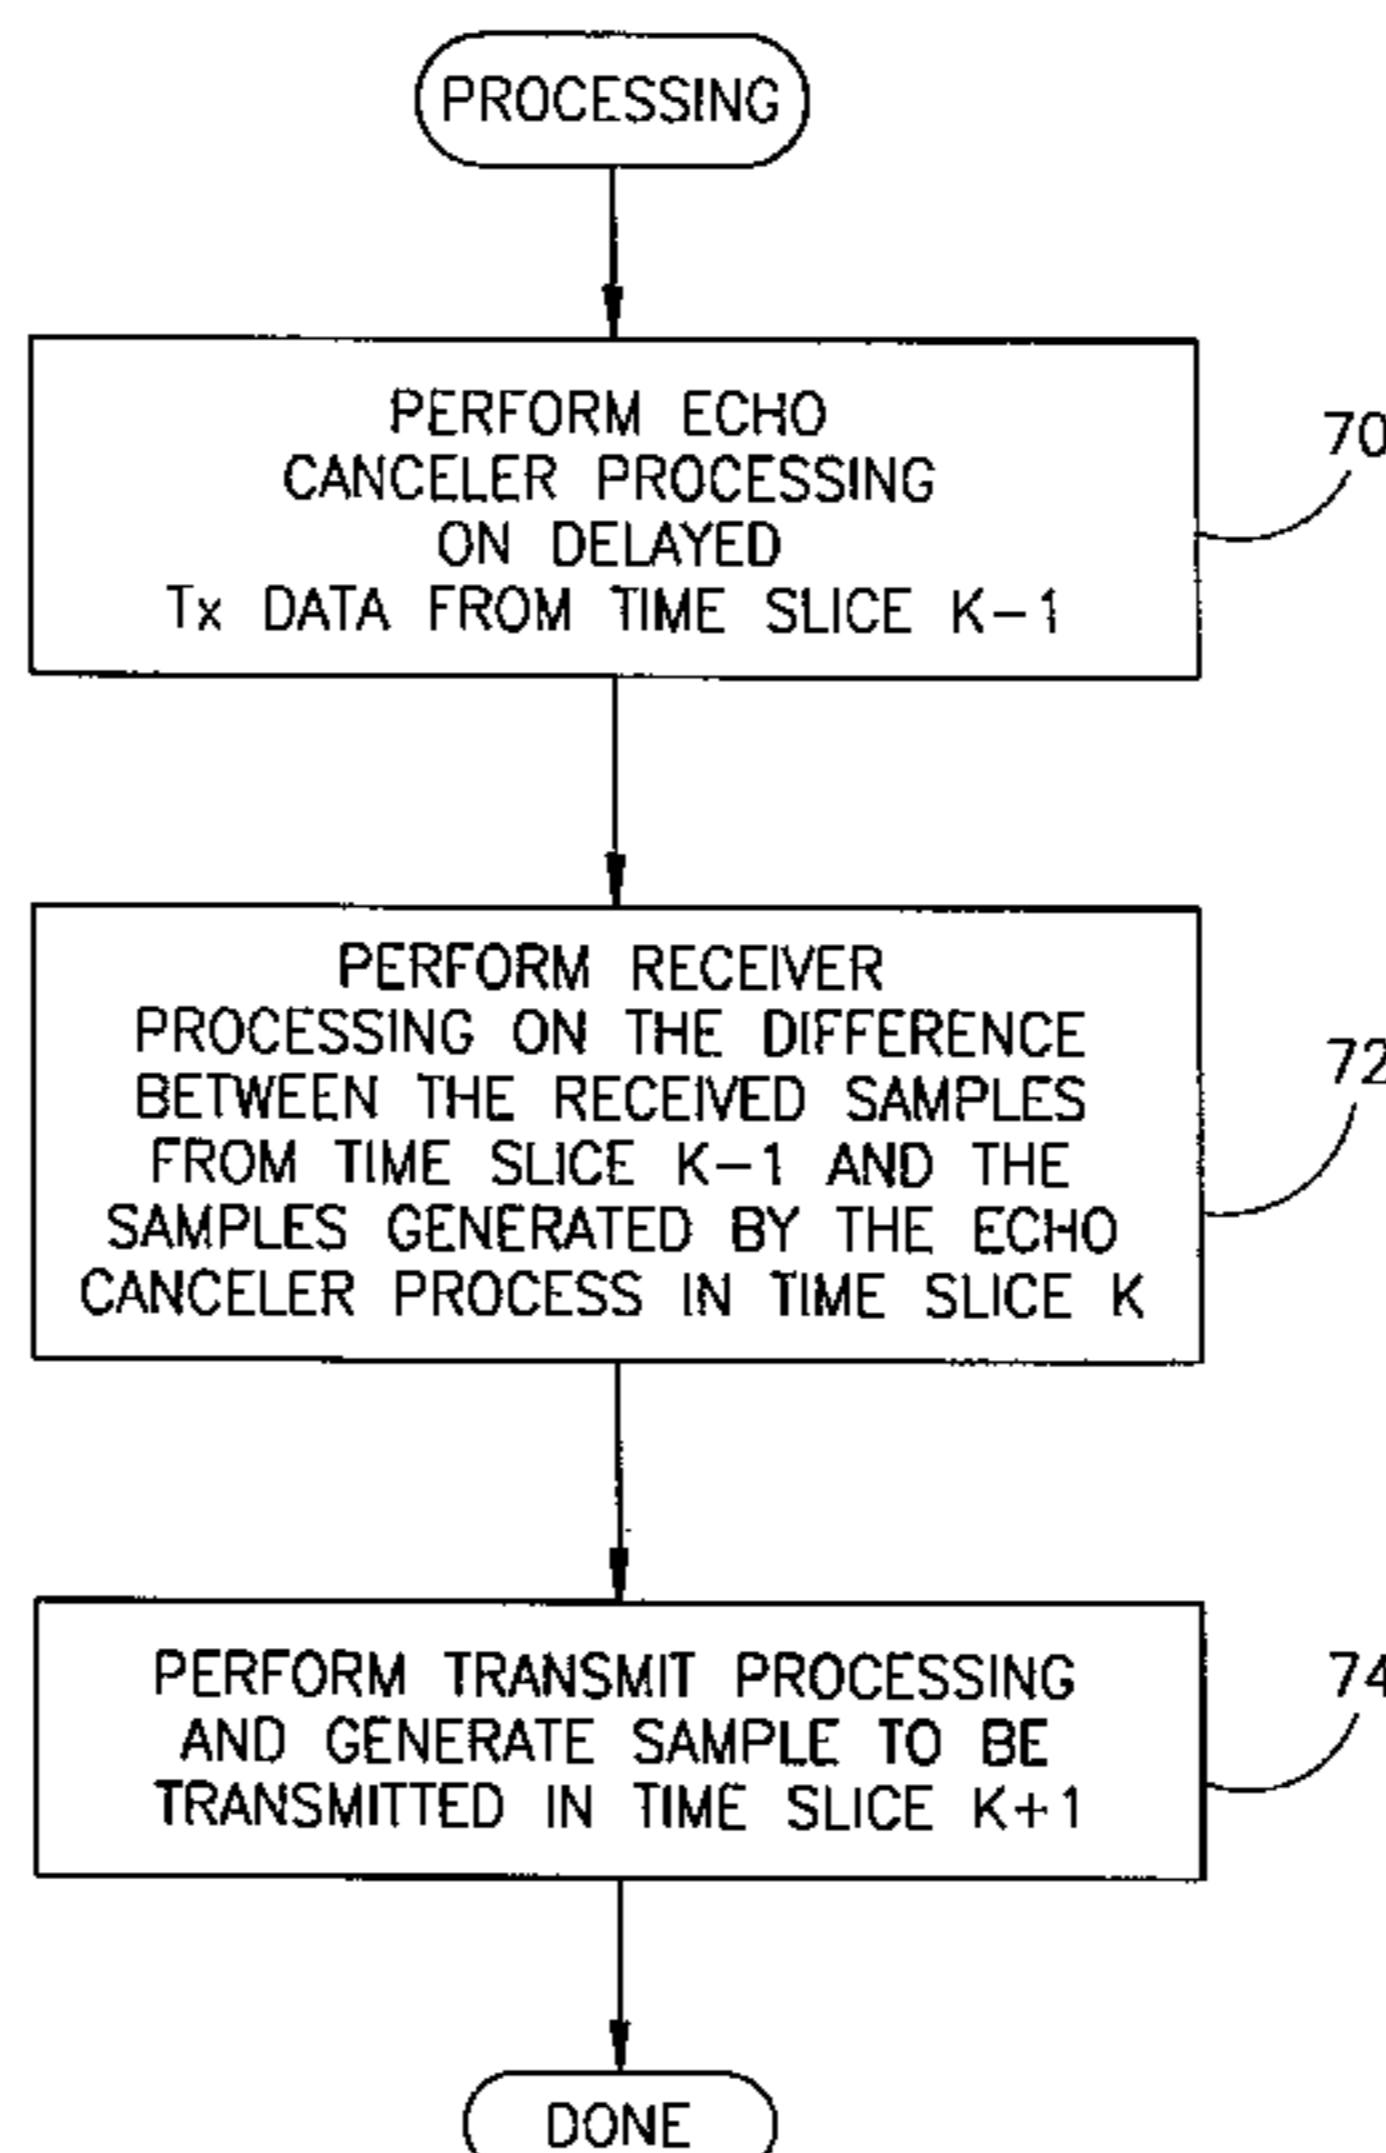 PROCESSING
PERFORM ECHO
CANCELER PROCESSING
ON DELAYED
Tx DATA FROM TIME SLICE K-1
70
PERFORM RECEIVER
PROCESSING ON THE DIFFERENCE
BETWEEN THE RECEIVED SAMPLES
FROM TIME SLICE K-1 AND THE
SAMPLES GENERATED BY THE ECHO
CANCELER PROCESS IN TIME SLICE K
72
PERFORM TRANSMIT PROCESSING
AND GENERATE SAMPLE TO BE
TRANSMITTED IN TIME SLICE K+1
74
DONE